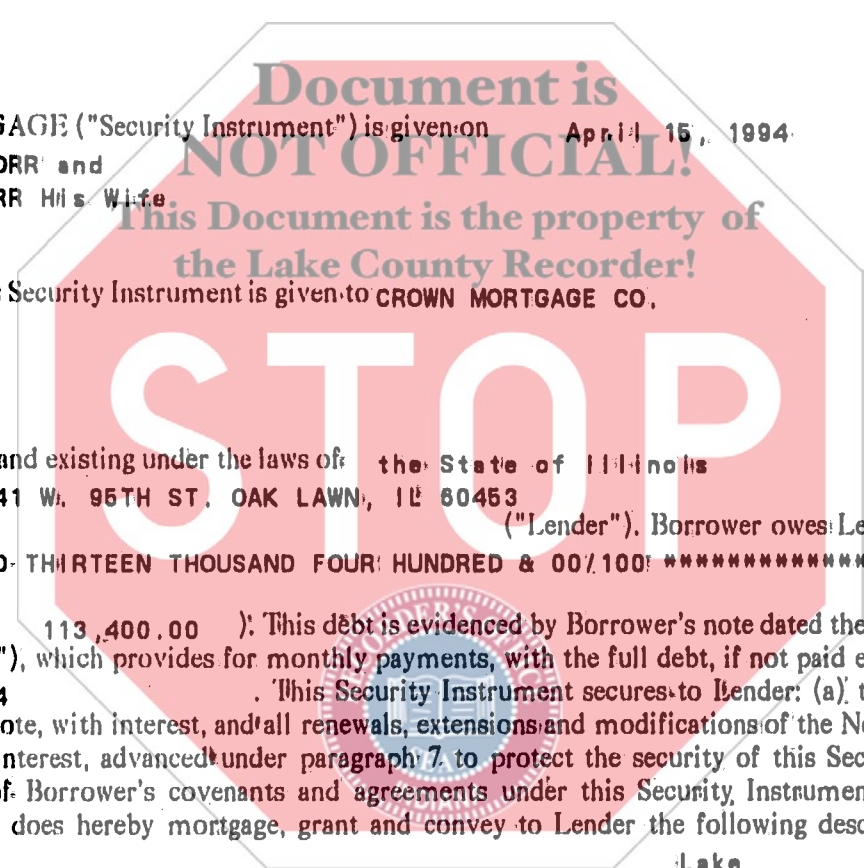 Document is
GAGE ("Security Instrument") is given on April 15, 1994
NOT OFFICIAL!
ORR and
RR His Wife
This Document is the property of
the Lake County Recorder!
Security Instrument is given to CROWN MORTGAGE CO.
STOP
and existing under the laws of the State of Illinois
41 W. 95TH ST. OAK LAWN, IL 60453
("Lender"). Borrower owes Le
D THIRTEEN THOUSAND FOUR HUNDRED & 00/100 **************
113,400.00 ). This debt is evidenced by Borrower's note dated the
"), which provides for monthly payments, with the full debt, if not paid e
4 . This Security Instrument secures to Lender: (a) t
ote, with interest, and all renewals, extensions and modifications of the No
nterest, advanced under paragraph 7 to protect the security of this Sec
of Borrower's covenants and agreements under this Security Instrumen
does hereby mortgage, grant and convey to Lender the following desc
Lake